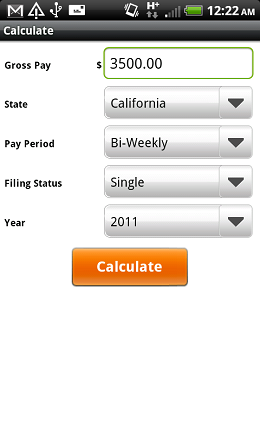 H+ 12:22 AM
Calculate
Gross Pay $ 3500.00
State California
Pay Period Bi-Weekly
Filing Status Single
Year 2011
Calculate